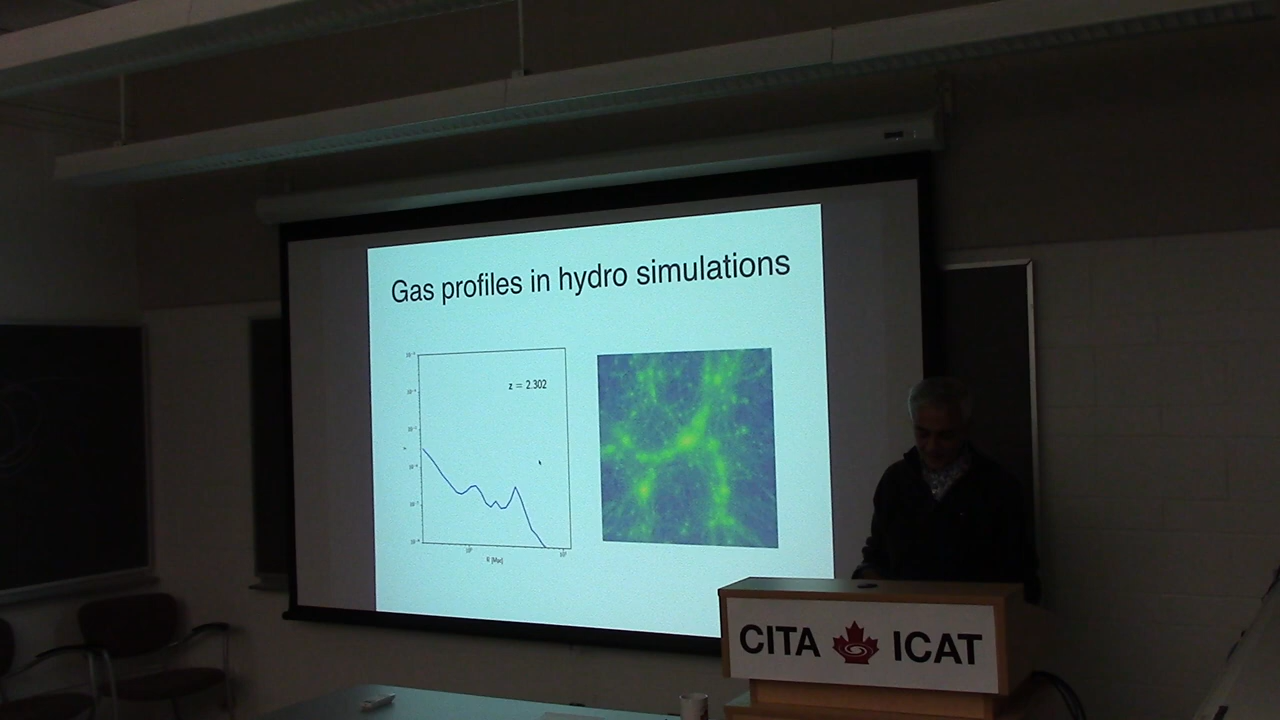 Gas profiles in hydro simulations
z = 2.302
CITA ICAT